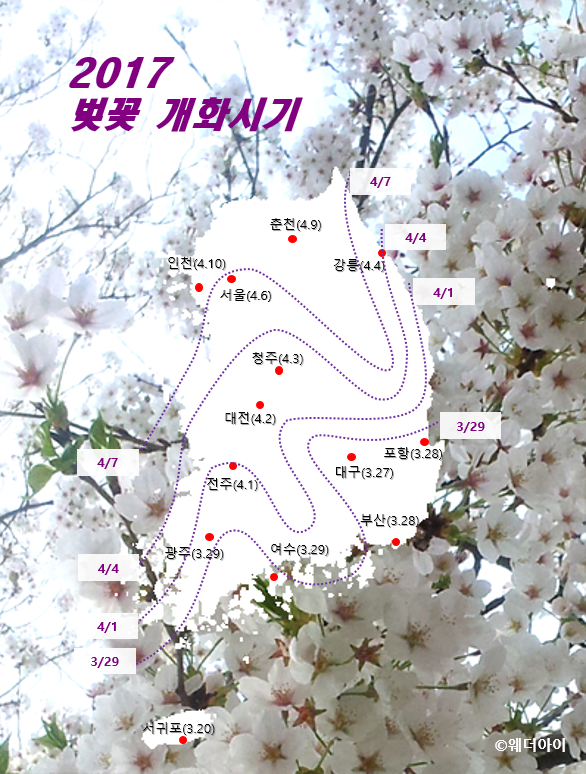 2017
벚꽃 개화시기
4/7
춘천(4.9)
4/4
인천(4.10)
강릉(4.4)
서울(4.6)
4/1
청주(4.3)
대전(4.2)
3/29
포항(3.28)
4/7
대구(3.27)
전주(4.1)
부산(3.28)
광주(3.29)
여수(3.29)
4/4
4/1
3/29
서귀포(3.20)
©웨더아이